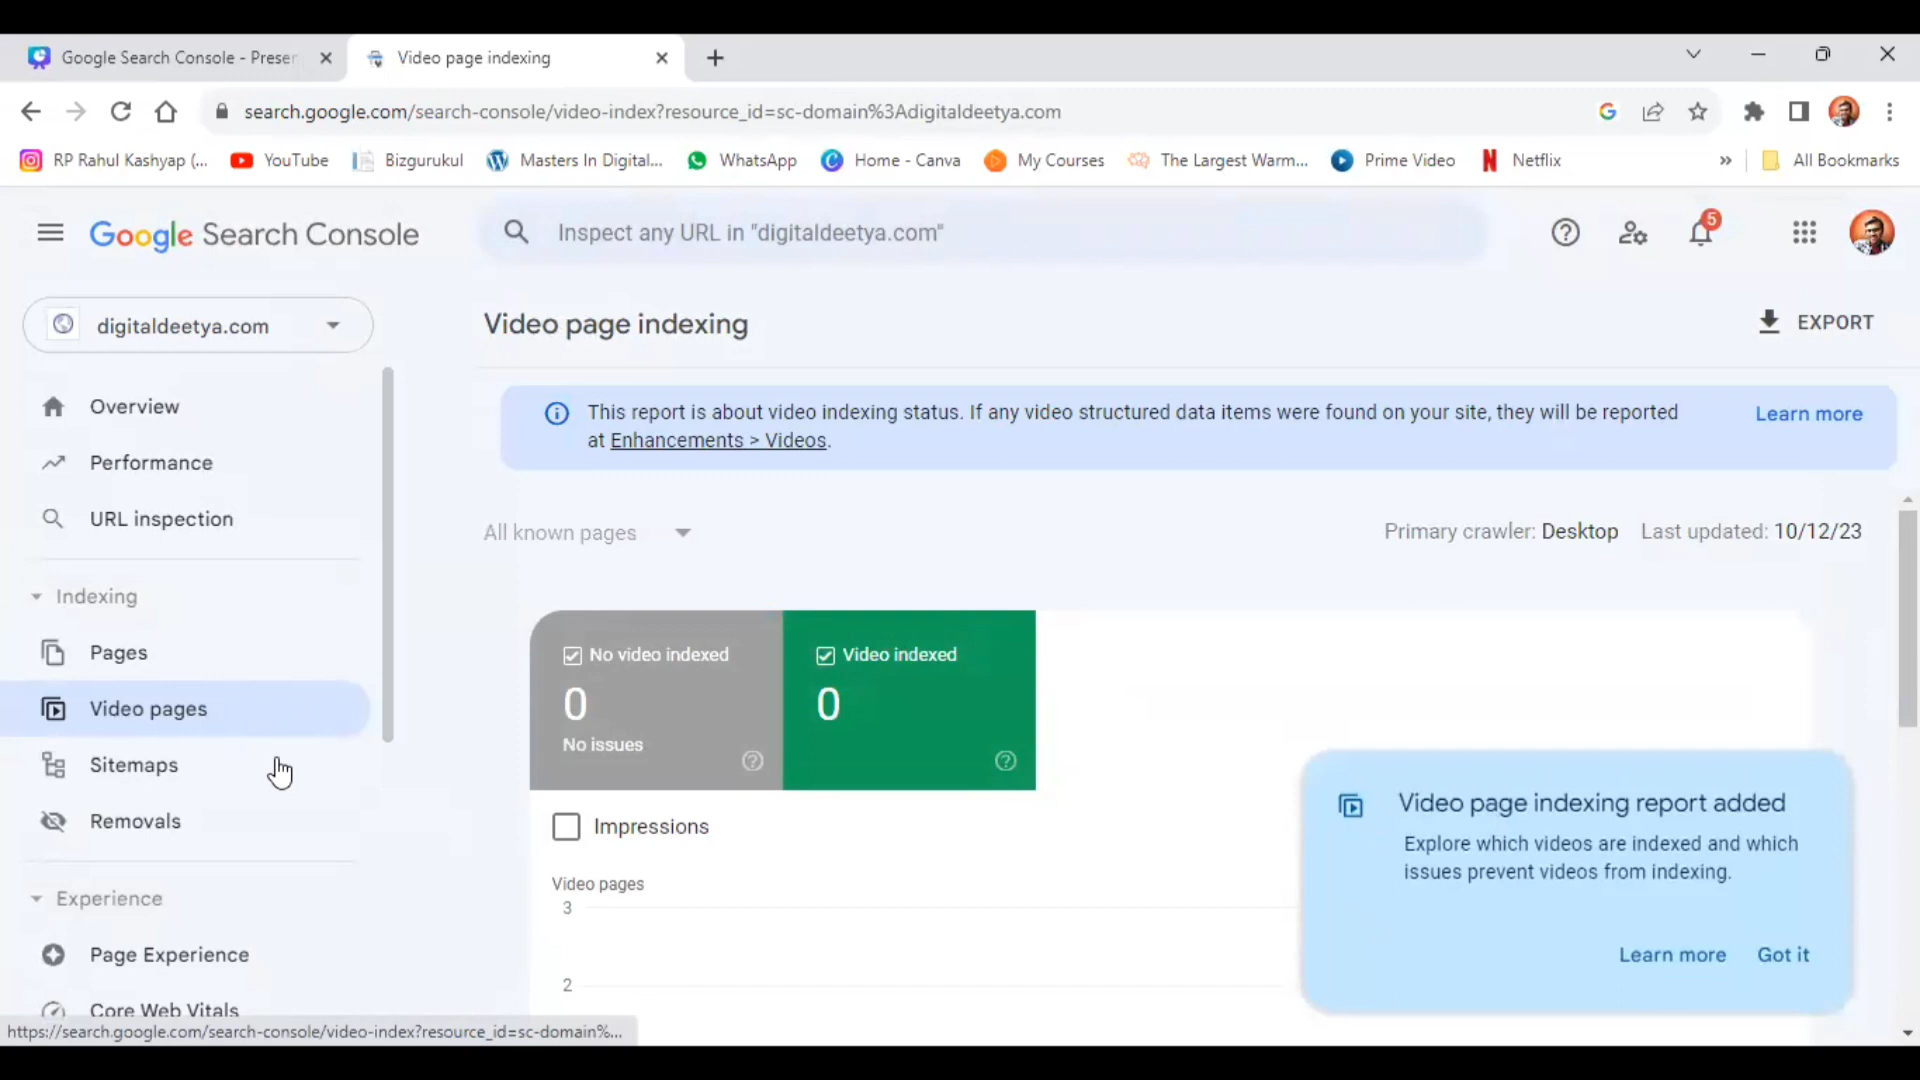 Google Search Console - Preser
Video page indexing
search.google.com/search-console/video-index?resource_id=sc-domain%3Adigitaldeetya.com
RP Rahul Kashyap (...
YouTube
Bizgurukul
Masters In Digital...
WhatsApp
Home - Canva
My Courses
The Largest Warm...
Prime Video
Netflix
»
All Bookmarks
Google Search Console
Inspect any URL in "digitaldeetya.com"
5
digitaldeetya.com
Video page indexing
EXPORT
This report is about video indexing status. If any video structured data items were found on your site, they will be reported
at Enhancements > Videos.
Learn more
Overview
Performance
URL inspection
Indexing
Pages
Video pages
Sitemaps
Removals
Experience
Page Experience
Core Web Vitals
All known pages
Primary crawler: Desktop
Last updated: 10/12/23
No video indexed
0
No issues
Video indexed
0
Impressions
Video pages
3
2
Video page indexing report added
Explore which videos are indexed and which
issues prevent videos from indexing.
Learn more
Got it
https://search.google.com/search-console/video-index?resource_id=sc-domain%...